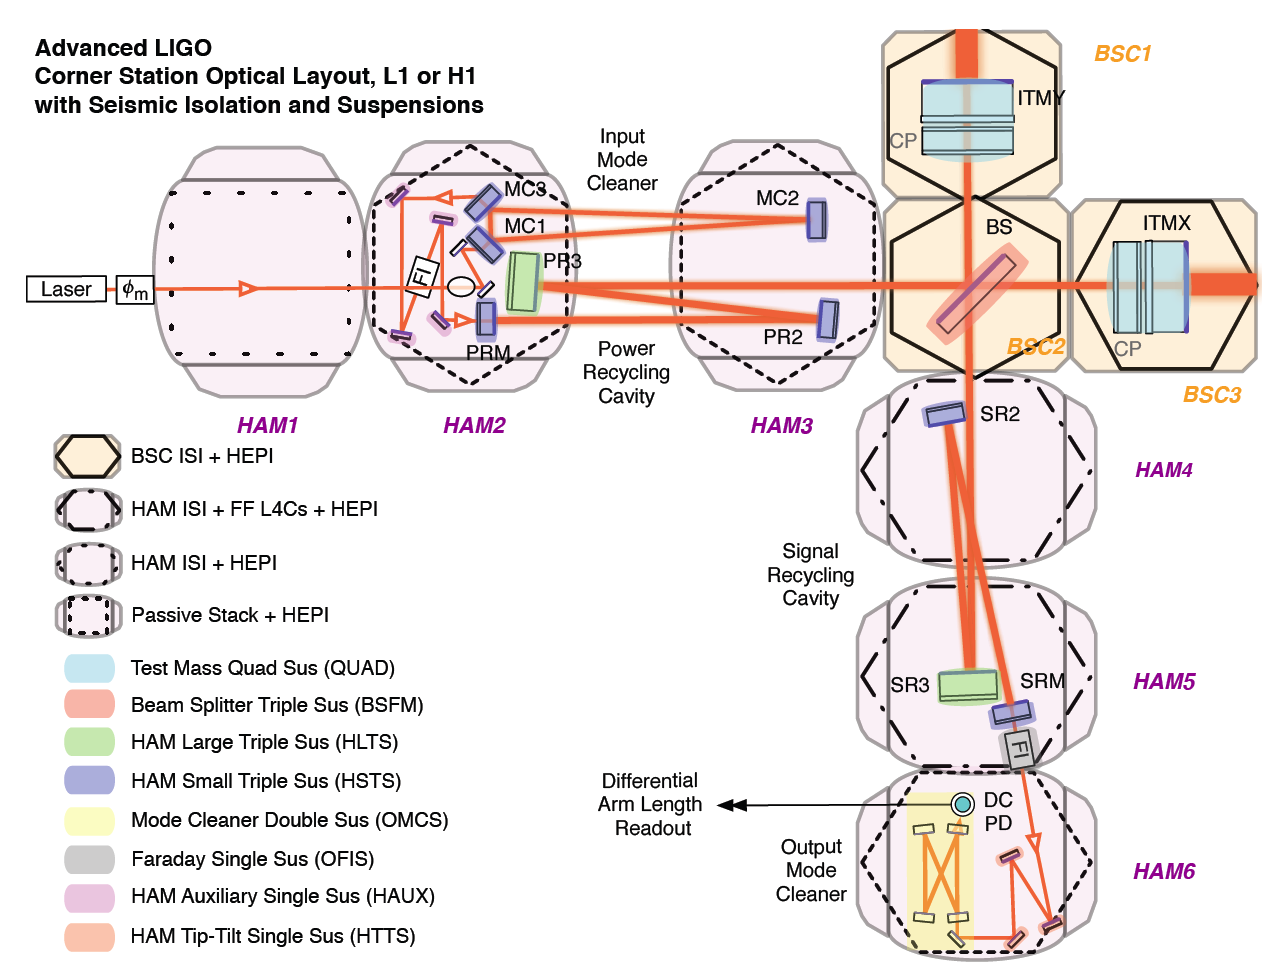 Advanced LIGO
Corner Station Optical Layout, L1 or H1
with Seismic Isolation and Suspensions
BSC1
ITMY
CP
Input
Mode
Cleaner
MC3
MC1
MC2
BS
ITMX
FI
PR3
Laser
ϕm
PRM
PR2
BSC2
CP
Power
Recycling
Cavity
BSC3
HAM1
HAM2
HAM3
SR2
HAM4
BSC ISI + HEPI
HAM ISI + FF L4Cs + HEPI
HAM ISI + HEPI
Passive Stack + HEPI
Signal
Recycling
Cavity
Test Mass Quad Sus (QUAD)
Beam Splitter Triple Sus (BSFM)
HAM Large Triple Sus (HLTS)
HAM Small Triple Sus (HSTS)
Mode Cleaner Double Sus (OMCS)
Faraday Single Sus (OFIS)
HAM Auxiliary Single Sus (HAUX)
HAM Tip-Tilt Single Sus (HTTS)
SR3
SRM
HAM5
FI
Differential
Arm Length
Readout
DC
PD
Output
Mode
Cleaner
HAM6